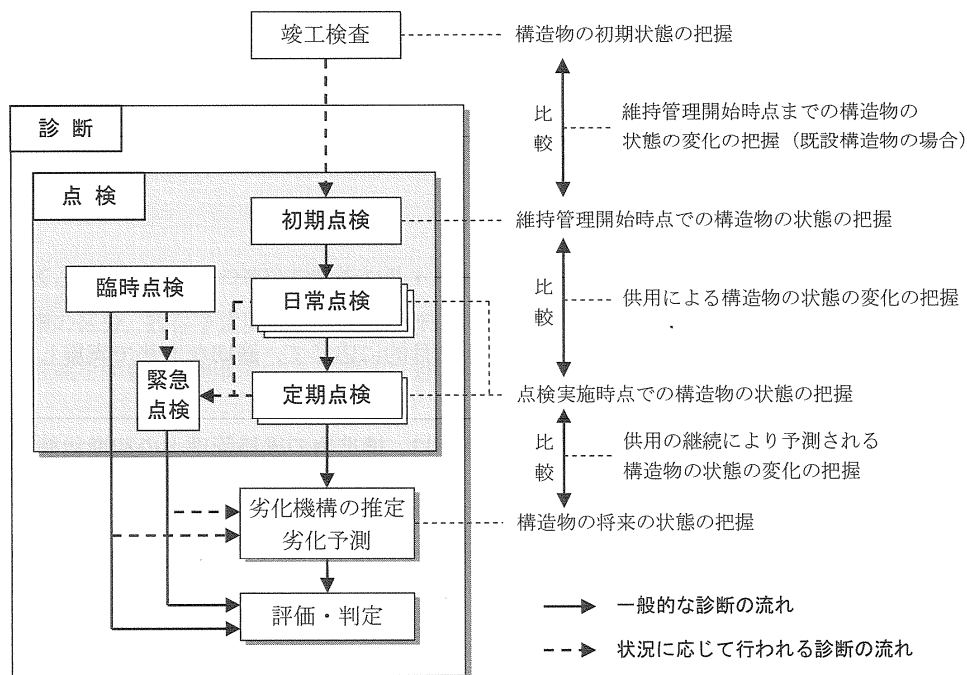 竣工検査
構造物の初期状態の把握
診断
比較
維持管理開始時点までの構造物の
状態の変化の把握（既設構造物の場合）
点検
初期点検
維持管理開始時点での構造物の状態の把握
臨時点検
日常点検
比較
供用による構造物の状態の変化の把握
緊急
点検
定期点検
点検実施時点での構造物の状態の把握
比較
供用の継続により予測される
構造物の状態の変化の把握
劣化機構の推定
劣化予測
構造物の将来の状態の把握
評価・判定
一般的な診断の流れ
状況に応じて行われる診断の流れ